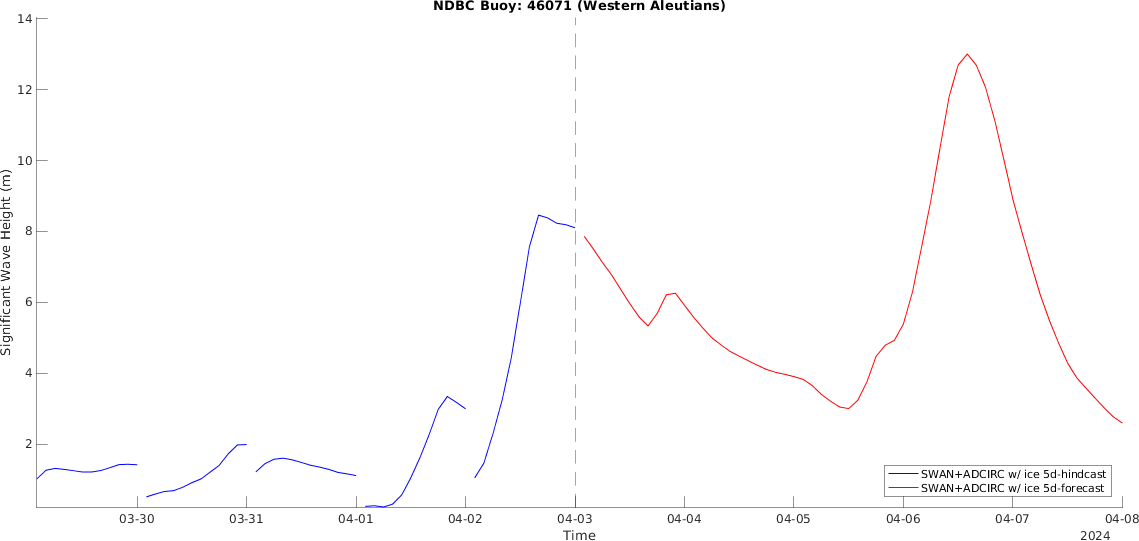 NDBC Buoy: 46071 (Western Aleutians)
14
12
10
8
6
4
2
Significant Wave Height (m)
SWAN+ADCIRC w/ ice 5d-hindcast
SWAN+ADCIRC w/ ice 5d-forecast
03-30 03-31 04-01 04-02 04-03 04-04 04-05 04-06 04-07 04-08
Time
2024